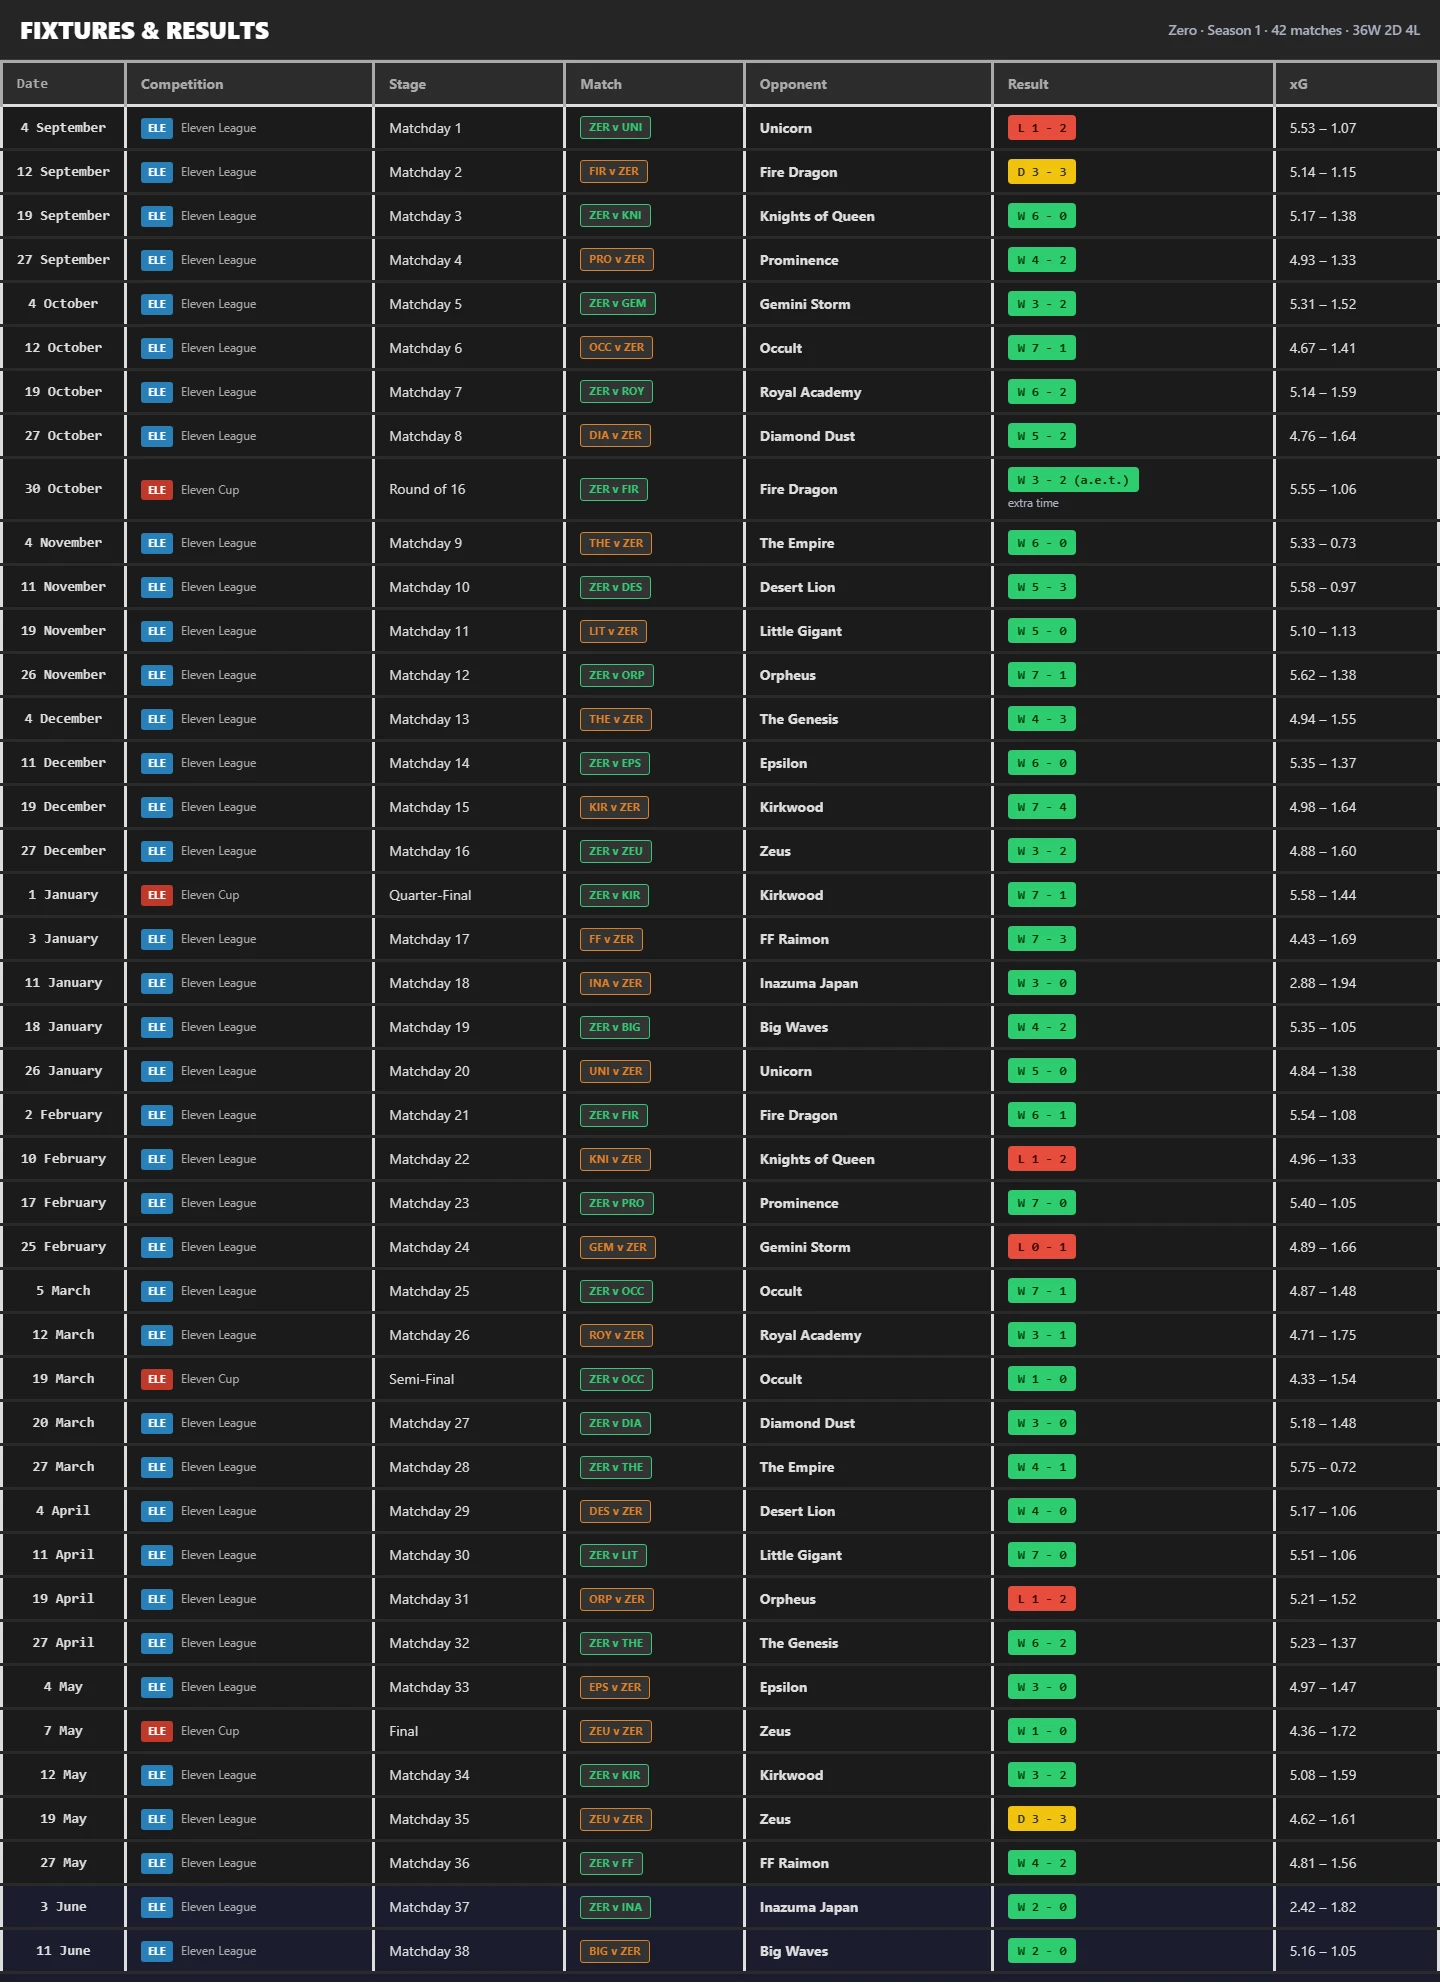 FIXTURES & RESULTS
Zero · Season 1 · 42 matches · 36W 2D 4L
Date Competition Stage Match Opponent Result xG
4 September ELE Eleven League Matchday 1 ZER v UNI Unicorn L 1 - 2 5.53 – 1.07
12 September ELE Eleven League Matchday 2 FIR v ZER Fire Dragon D 3 - 3 5.14 – 1.15
19 September ELE Eleven League Matchday 3 ZER v KNI Knights of Queen W 6 - 0 5.17 – 1.38
27 September ELE Eleven League Matchday 4 PRO v ZER Prominence W 4 - 2 4.93 – 1.33
4 October ELE Eleven League Matchday 5 ZER v GEM Gemini Storm W 3 - 2 5.31 – 1.52
12 October ELE Eleven League Matchday 6 OCC v ZER Occult W 7 - 1 4.67 – 1.41
19 October ELE Eleven League Matchday 7 ZER v ROY Royal Academy W 6 - 2 5.14 – 1.59
27 October ELE Eleven League Matchday 8 DIA v ZER Diamond Dust W 5 - 2 4.76 – 1.64
30 October ELE Eleven Cup Round of 16 ZER v FIR Fire Dragon W 3 - 2 (a.e.t.) 5.55 – 1.06
extra time
4 November ELE Eleven League Matchday 9 THE v ZER The Empire W 6 - 0 5.33 – 0.73
11 November ELE Eleven League Matchday 10 ZER v DES Desert Lion W 5 - 3 5.58 – 0.97
19 November ELE Eleven League Matchday 11 LIT v ZER Little Gigant W 5 - 0 5.10 – 1.13
26 November ELE Eleven League Matchday 12 ZER v ORP Orpheus W 7 - 1 5.62 – 1.38
4 December ELE Eleven League Matchday 13 THE v ZER The Genesis W 4 - 3 4.94 – 1.55
11 December ELE Eleven League Matchday 14 ZER v EPS Epsilon W 6 - 0 5.35 – 1.37
19 December ELE Eleven League Matchday 15 KIR v ZER Kirkwood W 7 - 4 4.98 – 1.64
27 December ELE Eleven League Matchday 16 ZER v ZEU Zeus W 3 - 2 4.88 – 1.60
1 January ELE Eleven Cup Quarter-Final ZER v KIR Kirkwood W 7 - 1 5.58 – 1.44
3 January ELE Eleven League Matchday 17 FF v ZER FF Raimon W 7 - 3 4.43 – 1.69
11 January ELE Eleven League Matchday 18 INA v ZER Inazuma Japan W 3 - 0 2.88 – 1.94
18 January ELE Eleven League Matchday 19 ZER v BIG Big Waves W 4 - 2 5.35 – 1.05
26 January ELE Eleven League Matchday 20 UNI v ZER Unicorn W 5 - 0 4.84 – 1.38
2 February ELE Eleven League Matchday 21 ZER v FIR Fire Dragon W 6 - 1 5.54 – 1.08
10 February ELE Eleven League Matchday 22 KNI v ZER Knights of Queen L 1 - 2 4.96 – 1.33
17 February ELE Eleven League Matchday 23 ZER v PRO Prominence W 7 - 0 5.40 – 1.05
25 February ELE Eleven League Matchday 24 GEM v ZER Gemini Storm L 0 - 1 4.89 – 1.66
5 March ELE Eleven League Matchday 25 ZER v OCC Occult W 7 - 1 4.87 – 1.48
12 March ELE Eleven League Matchday 26 ROY v ZER Royal Academy W 3 - 1 4.71 – 1.75
19 March ELE Eleven Cup Semi-Final ZER v OCC Occult W 1 - 0 4.33 – 1.54
20 March ELE Eleven League Matchday 27 ZER v DIA Diamond Dust W 3 - 0 5.18 – 1.48
27 March ELE Eleven League Matchday 28 ZER v THE The Empire W 4 - 1 5.75 – 0.72
4 April ELE Eleven League Matchday 29 DES v ZER Desert Lion W 4 - 0 5.17 – 1.06
11 April ELE Eleven League Matchday 30 ZER v LIT Little Gigant W 7 - 0 5.51 – 1.06
19 April ELE Eleven League Matchday 31 ORP v ZER Orpheus L 1 - 2 5.21 – 1.52
27 April ELE Eleven League Matchday 32 ZER v THE The Genesis W 6 - 2 5.23 – 1.37
4 May ELE Eleven League Matchday 33 EPS v ZER Epsilon W 3 - 0 4.97 – 1.47
7 May ELE Eleven Cup Final ZEU v ZER Zeus W 1 - 0 4.36 – 1.72
12 May ELE Eleven League Matchday 34 ZER v KIR Kirkwood W 3 - 2 5.08 – 1.59
19 May ELE Eleven League Matchday 35 ZEU v ZER Zeus D 3 - 3 4.62 – 1.61
27 May ELE Eleven League Matchday 36 ZER v FF FF Raimon W 4 - 2 4.81 – 1.56
3 June ELE Eleven League Matchday 37 ZER v INA Inazuma Japan W 2 - 0 2.42 – 1.82
11 June ELE Eleven League Matchday 38 BIG v ZER Big Waves W 2 - 0 5.16 – 1.05